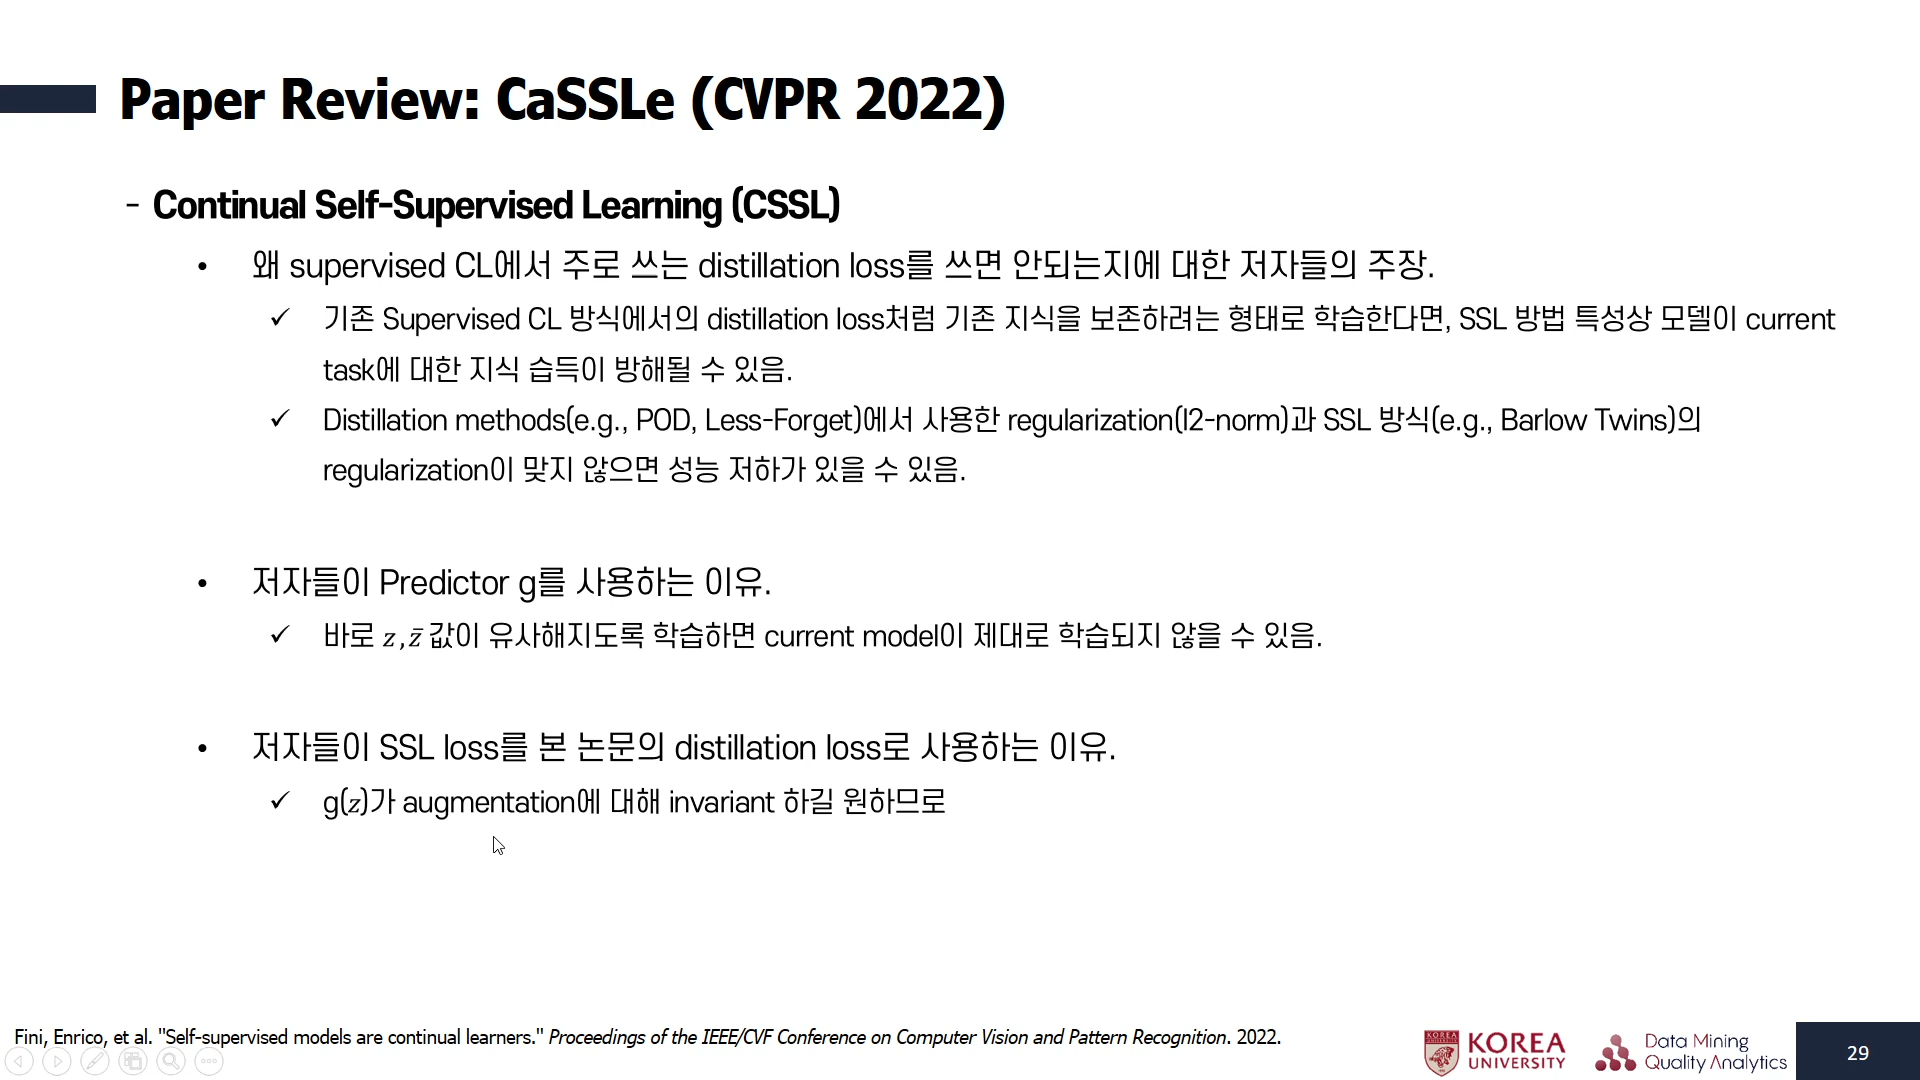 Paper Review: CaSSLe (CVPR 2022)
- Continual Self-Supervised Learning (CSSL)
• 왜 supervised CL에서 주로 쓰는 distillation loss를 쓰면 안되는지에 대한 저자들의 주장.
✓ 기존 Supervised CL 방식에서의 distillation loss처럼 기존 지식을 보존하려는 형태로 학습한다면, SSL 방법 특성상 모델이 current
task에 대한 지식 습득이 방해될 수 있음.
✓ Distillation methods(e.g., POD, Less-Forget)에서 사용한 regularization(l2-norm)과 SSL 방식(e.g., Barlow Twins)의
regularization이 맞지 않으면 성능 저하가 있을 수 있음.
• 저자들이 Predictor g를 사용하는 이유.
✓ 바로 z , z̄ 값이 유사해지도록 학습하면 current model이 제대로 학습되지 않을 수 있음.
• 저자들이 SSL loss를 본 논문의 distillation loss로 사용하는 이유.
✓ g(z)가 augmentation에 대해 invariant 하길 원하므로
Fini, Enrico, et al. "Self-supervised models are continual learners." Proceedings of the IEEE/CVF Conference on Computer Vision and Pattern Recognition. 2022.
KOREA
UNIVERSITY
Data Mining
Quality Analytics
29